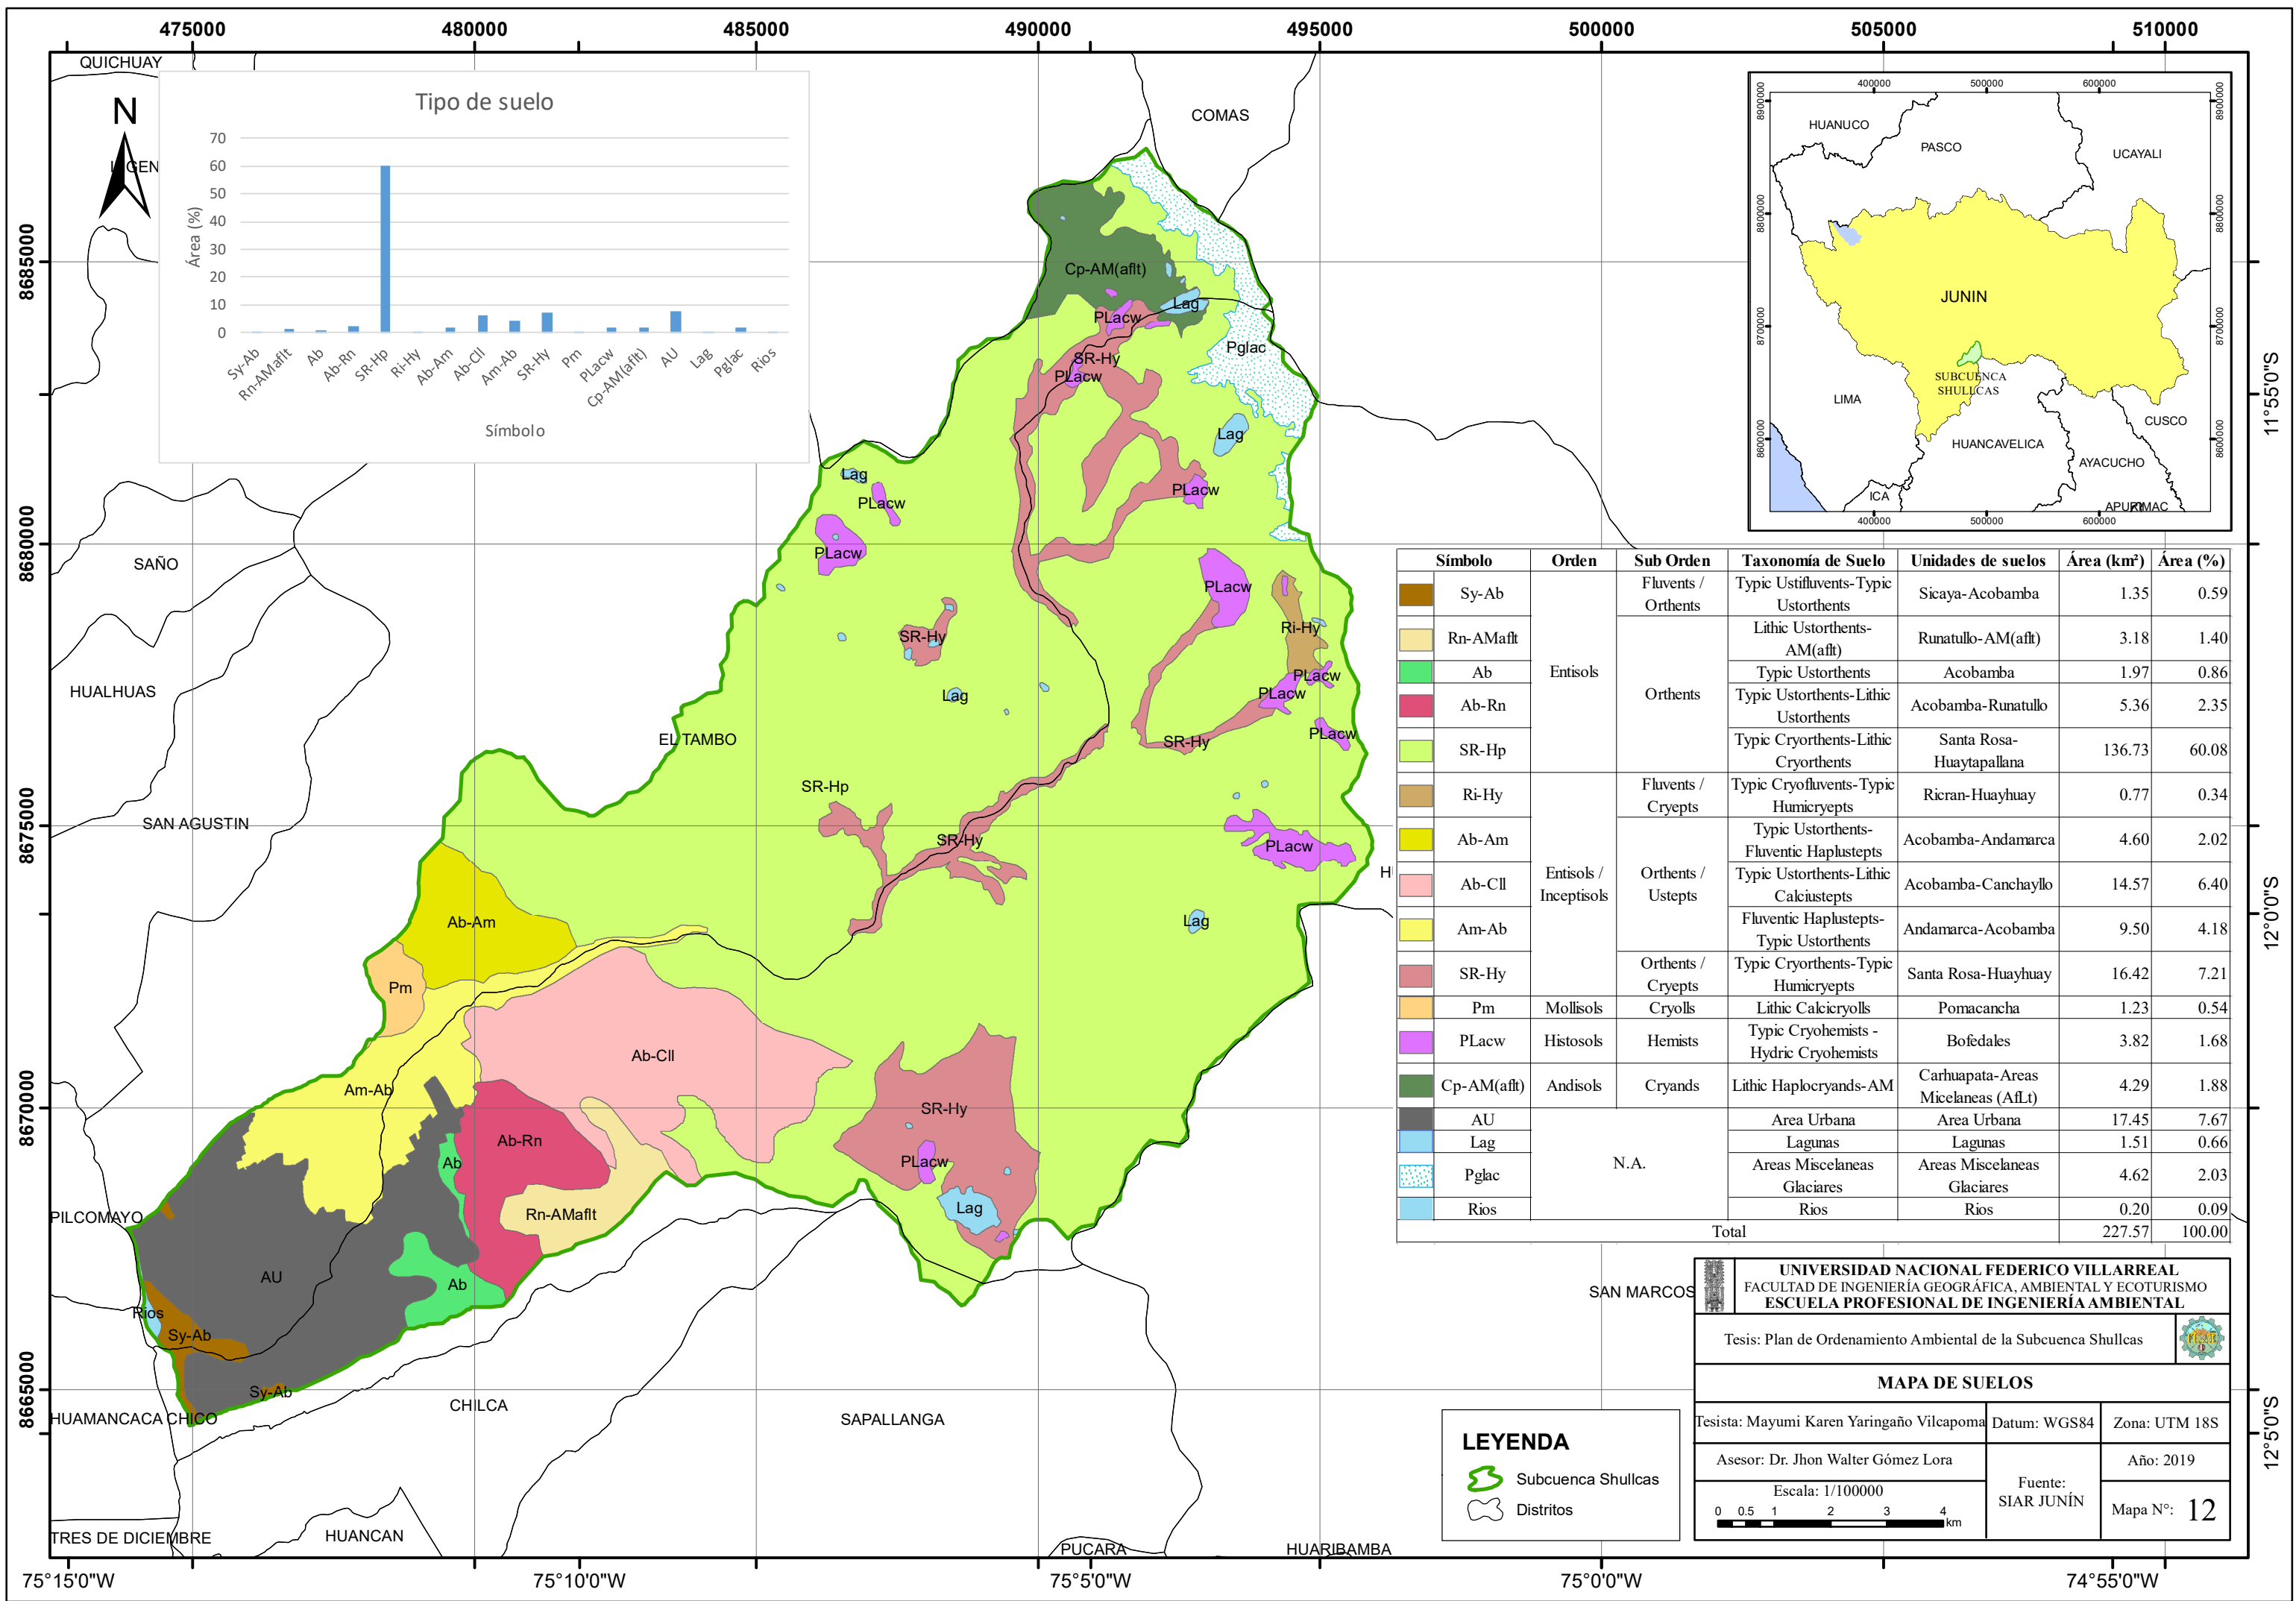 475000 480000 485000 490000 495000 500000 505000 510000
QUICHUAY
COMAS
N
Tipo de suelo
70
60
50
40
30
20
10
0
Área (%)
Sy-Ab
Rn-AMaflt
Ab
Ab-Rn
SR-Hp
Ri-Hy
Ab-Am
Ab-Cll
Am-Ab
SR-Hy
Pm
PLacw
Cp-AM(aflt)
AU
Lag
Pglac
Rios
Símbolo
400000 500000 600000
8900000
8800000
8700000
8600000
8900000
8800000
8700000
8600000
HUANUCO
PASCO
UCAYALI
JUNIN
SUBCUENCA
SHULLCAS
LIMA
CUSCO
HUANCAVELICA
AYACUCHO
ICA
400000 500000 600000
8685000
8680000
8675000
8670000
8665000
11°55'0"S
12°0'0"S
12°5'0"S
Cp-AM(aflt)
Lag
PLacw
Pglac
SR-Hy
PLacw
Lag
Lag
PLacw
PLacw
PLacw
SAÑO
PLacw
SR-Hy
Ri-Hy
PLacw
PLacw
HUALHUAS
Lag
PLacw
EL TAMBO
SR-Hy
SR-Hp
SAN AGUSTIN
SR-Hy
PLacw
Ab-Am
Lag
Pm
Ab-Cll
Am-Ab
SR-Hy
Ab-Rn
Ab
PLacw
Lag
Rn-AMaflt
PILCOMAYO
AU
Ab
SAN MARCOS
Rios
Sy-Ab
Sy-Ab
HUAMANCACA CHICO
CHILCA
SAPALLANGA
TRES DE DICIEMBRE
HUANCAN
PUCARA
HUARIBAMBA
75°15'0"W 75°10'0"W 75°5'0"W 75°0'0"W 74°55'0"W
Símbolo Orden Sub Orden Taxonomía de Suelo Unidades de suelos Área (km²) Área (%)
Sy-Ab Entisols Fluvents / Orthents Typic Ustifluvents-Typic Ustorthents Sicaya-Acobamba 1.35 0.59
Rn-AMaflt Orthents Lithic Ustorthents-AM(aflt) Runatullo-AM(aflt) 3.18 1.40
Ab Typic Ustorthents Acobamba 1.97 0.86
Ab-Rn Typic Ustorthents-Lithic Ustorthents Acobamba-Runatullo 5.36 2.35
SR-Hp Typic Cryorthents-Lithic Cryorthents Santa Rosa-Huaytapallana 136.73 60.08
Ri-Hy Entisols / Inceptisols Fluvents / Cryepts Typic Cryofluvents-Typic Humicryepts Ricran-Huayhuay 0.77 0.34
Ab-Am Orthents / Ustepts Typic Ustorthents-Fluventic Haplustepts Acobamba-Andamarca 4.60 2.02
Ab-Cll Typic Ustorthents-Lithic Calciustepts Acobamba-Canchayllo 14.57 6.40
Am-Ab Fluventic Haplustepts-Typic Ustorthents Andamarca-Acobamba 9.50 4.18
SR-Hy Orthents / Cryepts Typic Cryorthents-Typic Humicryepts Santa Rosa-Huayhuay 16.42 7.21
Pm Mollisols Cryolls Lithic Calcicryolls Pomacancha 1.23 0.54
PLacw Histosols Hemists Typic Cryohemists - Hydric Cryohemists Bofedales 3.82 1.68
Cp-AM(aflt) Andisols Cryands Lithic Haplocryands-AM Carhuapata-Areas Micelaneas (AfLt) 4.29 1.88
AU N.A. Area Urbana Area Urbana 17.45 7.67
Lag Lagunas Lagunas 1.51 0.66
Pglac Areas Miscelaneas Glaciares Areas Miscelaneas Glaciares 4.62 2.03
Rios Rios Rios 0.20 0.09
Total 227.57 100.00
LEYENDA
Subcuenca Shullcas
Distritos
UNIVERSIDAD NACIONAL FEDERICO VILLARREAL
FACULTAD DE INGENIERÍA GEOGRÁFICA, AMBIENTAL Y ECOTURISMO
ESCUELA PROFESIONAL DE INGENIERÍA AMBIENTAL
Tesis: Plan de Ordenamiento Ambiental de la Subcuenca Shullcas
MAPA DE SUELOS
Tesista: Mayumi Karen Yaringaño Vilcapoma Datum: WGS84 Zona: UTM 18S
Asesor: Dr. Jhon Walter Gómez Lora Fuente: SIAR JUNÍN Año: 2019
Escala: 1/100000
0 0.5 1 2 3 4 km
Mapa N°: 12